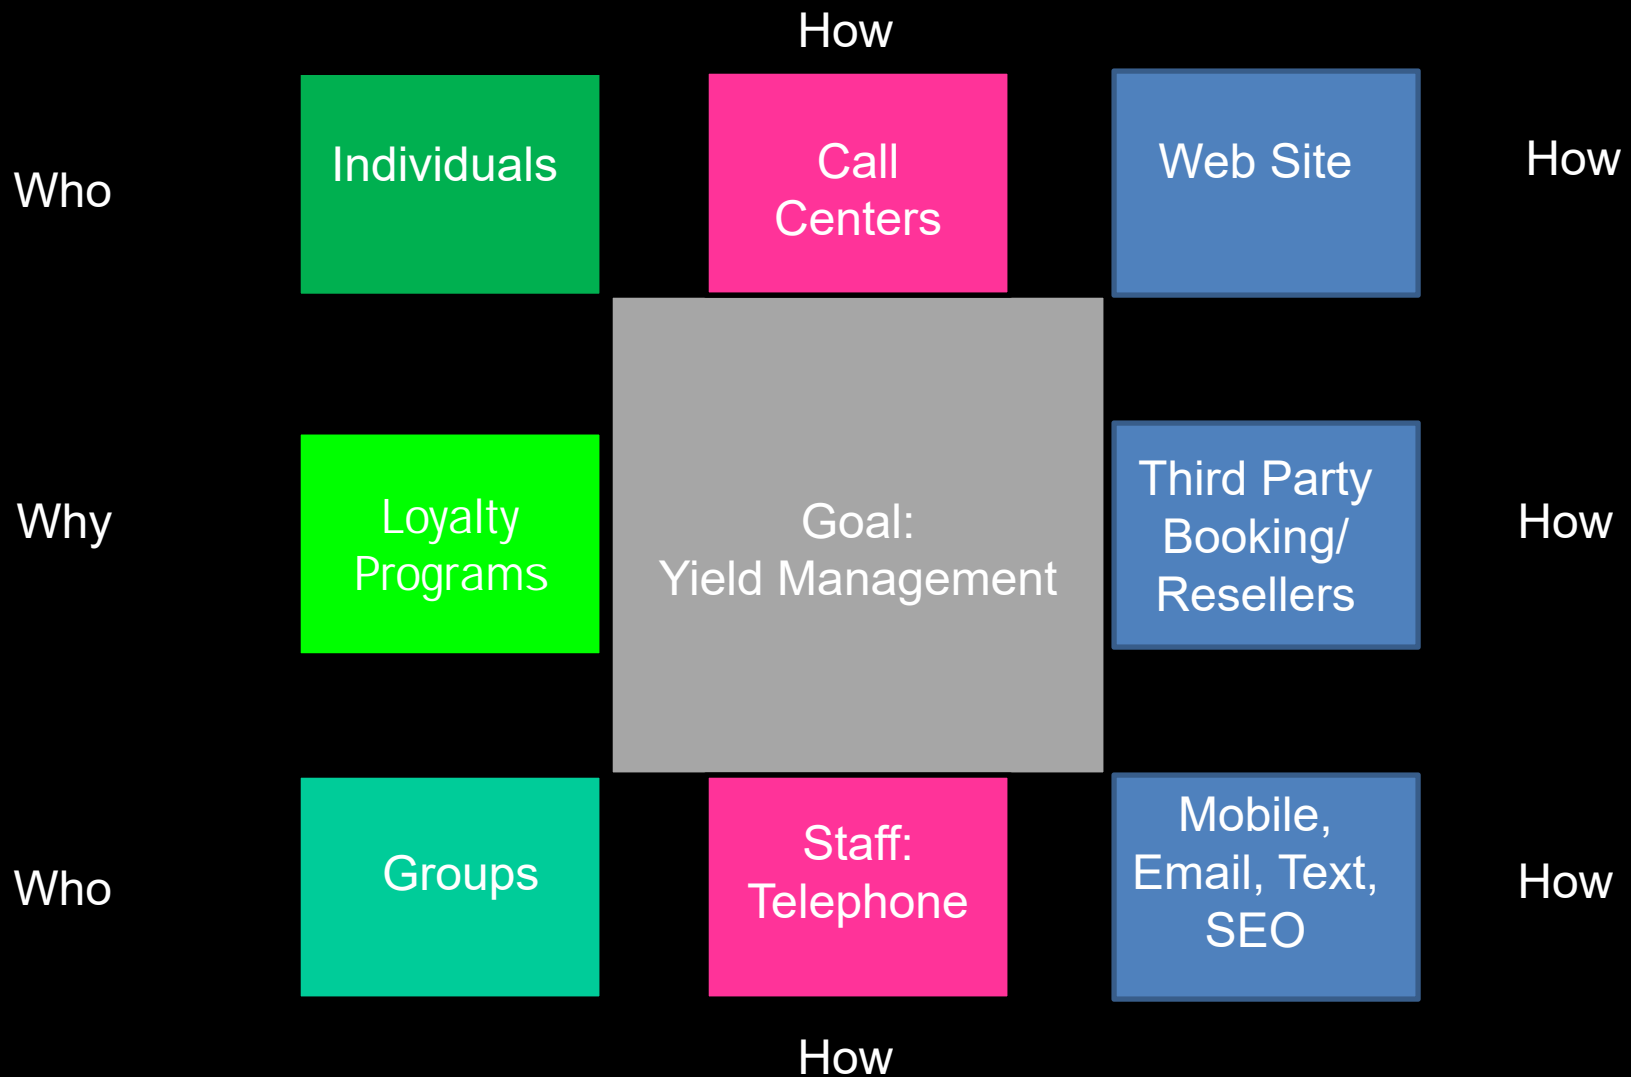 How
Who
Individuals
Call
Centers
Web Site
How
Why
Loyalty
Programs
Goal:
Yield Management
Third Party
Booking/
Resellers
How
Who
Groups
Staff:
Telephone
Mobile,
Email, Text,
SEO
How
How